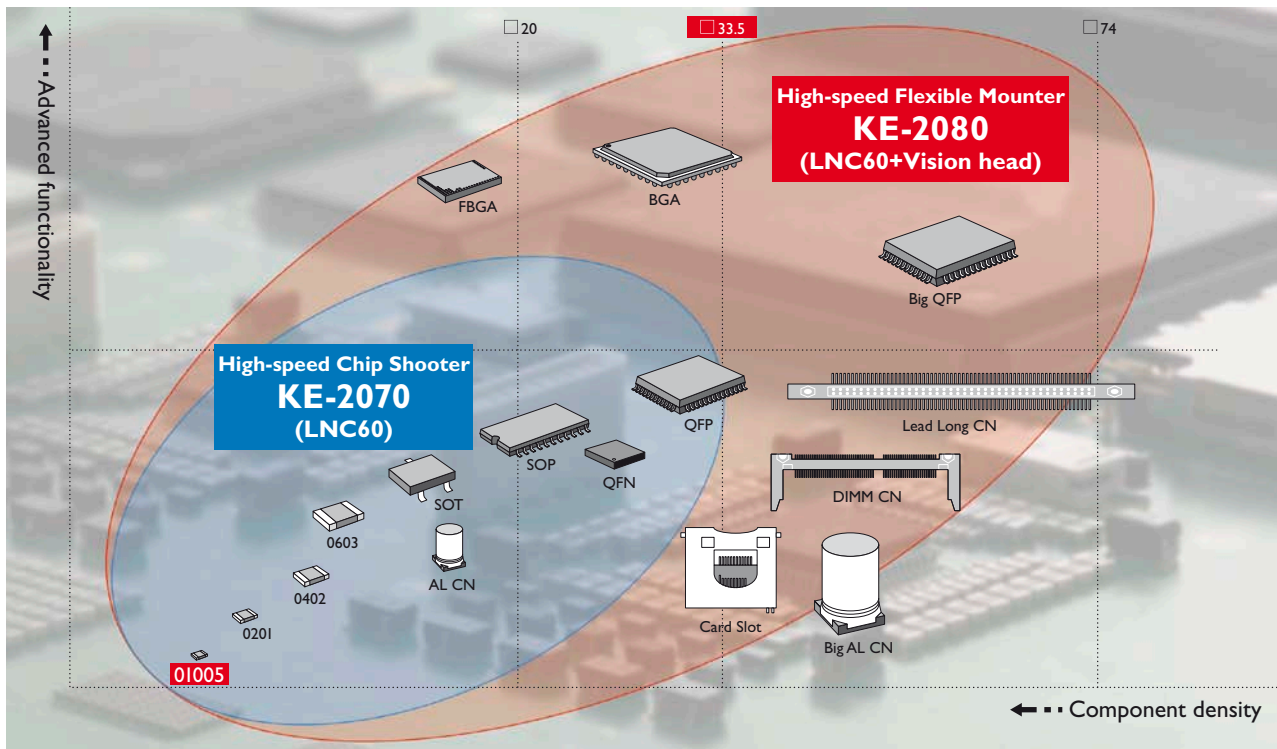 □20
□33.5
□74
Advanced functionality
High-speed Flexible Mounter
KE-2080
(LNC60+Vision head)
FBGA
BGA
Big QFP
High-speed Chip Shooter
KE-2070
(LNC60)
QFP
Lead Long CN
SOP
QFN
DIMM CN
SOT
0603
AL CN
0402
Card Slot
Big AL CN
0201
01005
Component density